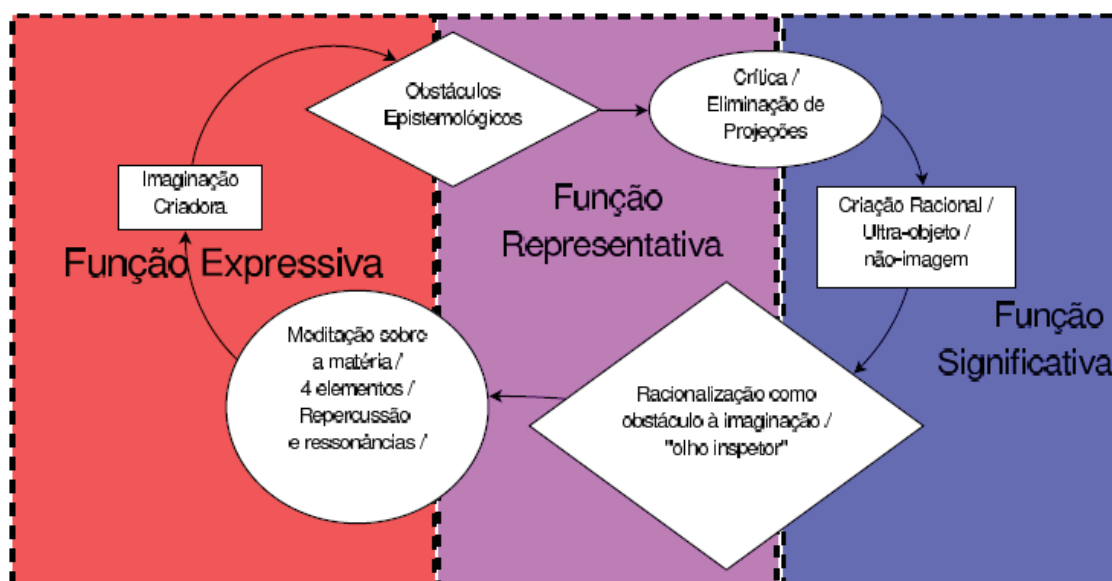 Obstáculos
Epistemológicos
Crítica /
Eliminação de
Projeções
Imaginação
Criadora
Função
Representativa
Criação Racional /
Ultra-objeto /
não-imagem
Função Expressiva
Função
Significativa
Meditação sobre
a matéria /
4 elementos /
Repercussão
e ressonâncias /
Racionalização como
obstáculo à imaginação /
"olho inspetor"